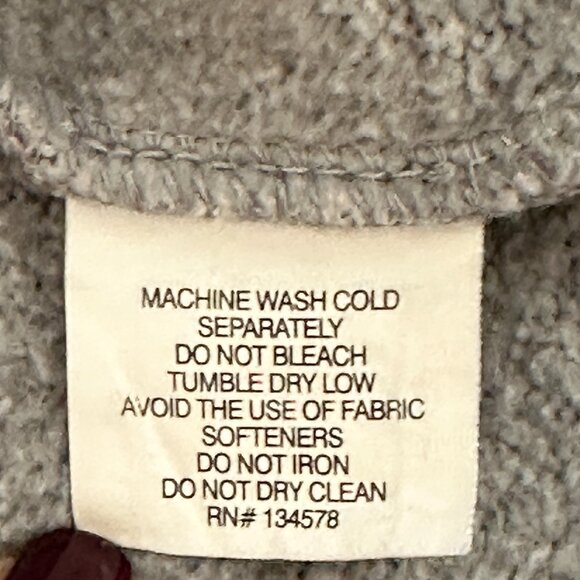 MACHINE WASH COLD
SEPARATELY
DO NOT BLEACH
TUMBLE DRY LOW
AVOID THE USE OF FABRIC
SOFTENERS
DO NOT IRON
DO NOT DRY CLEAN
RN# 134578